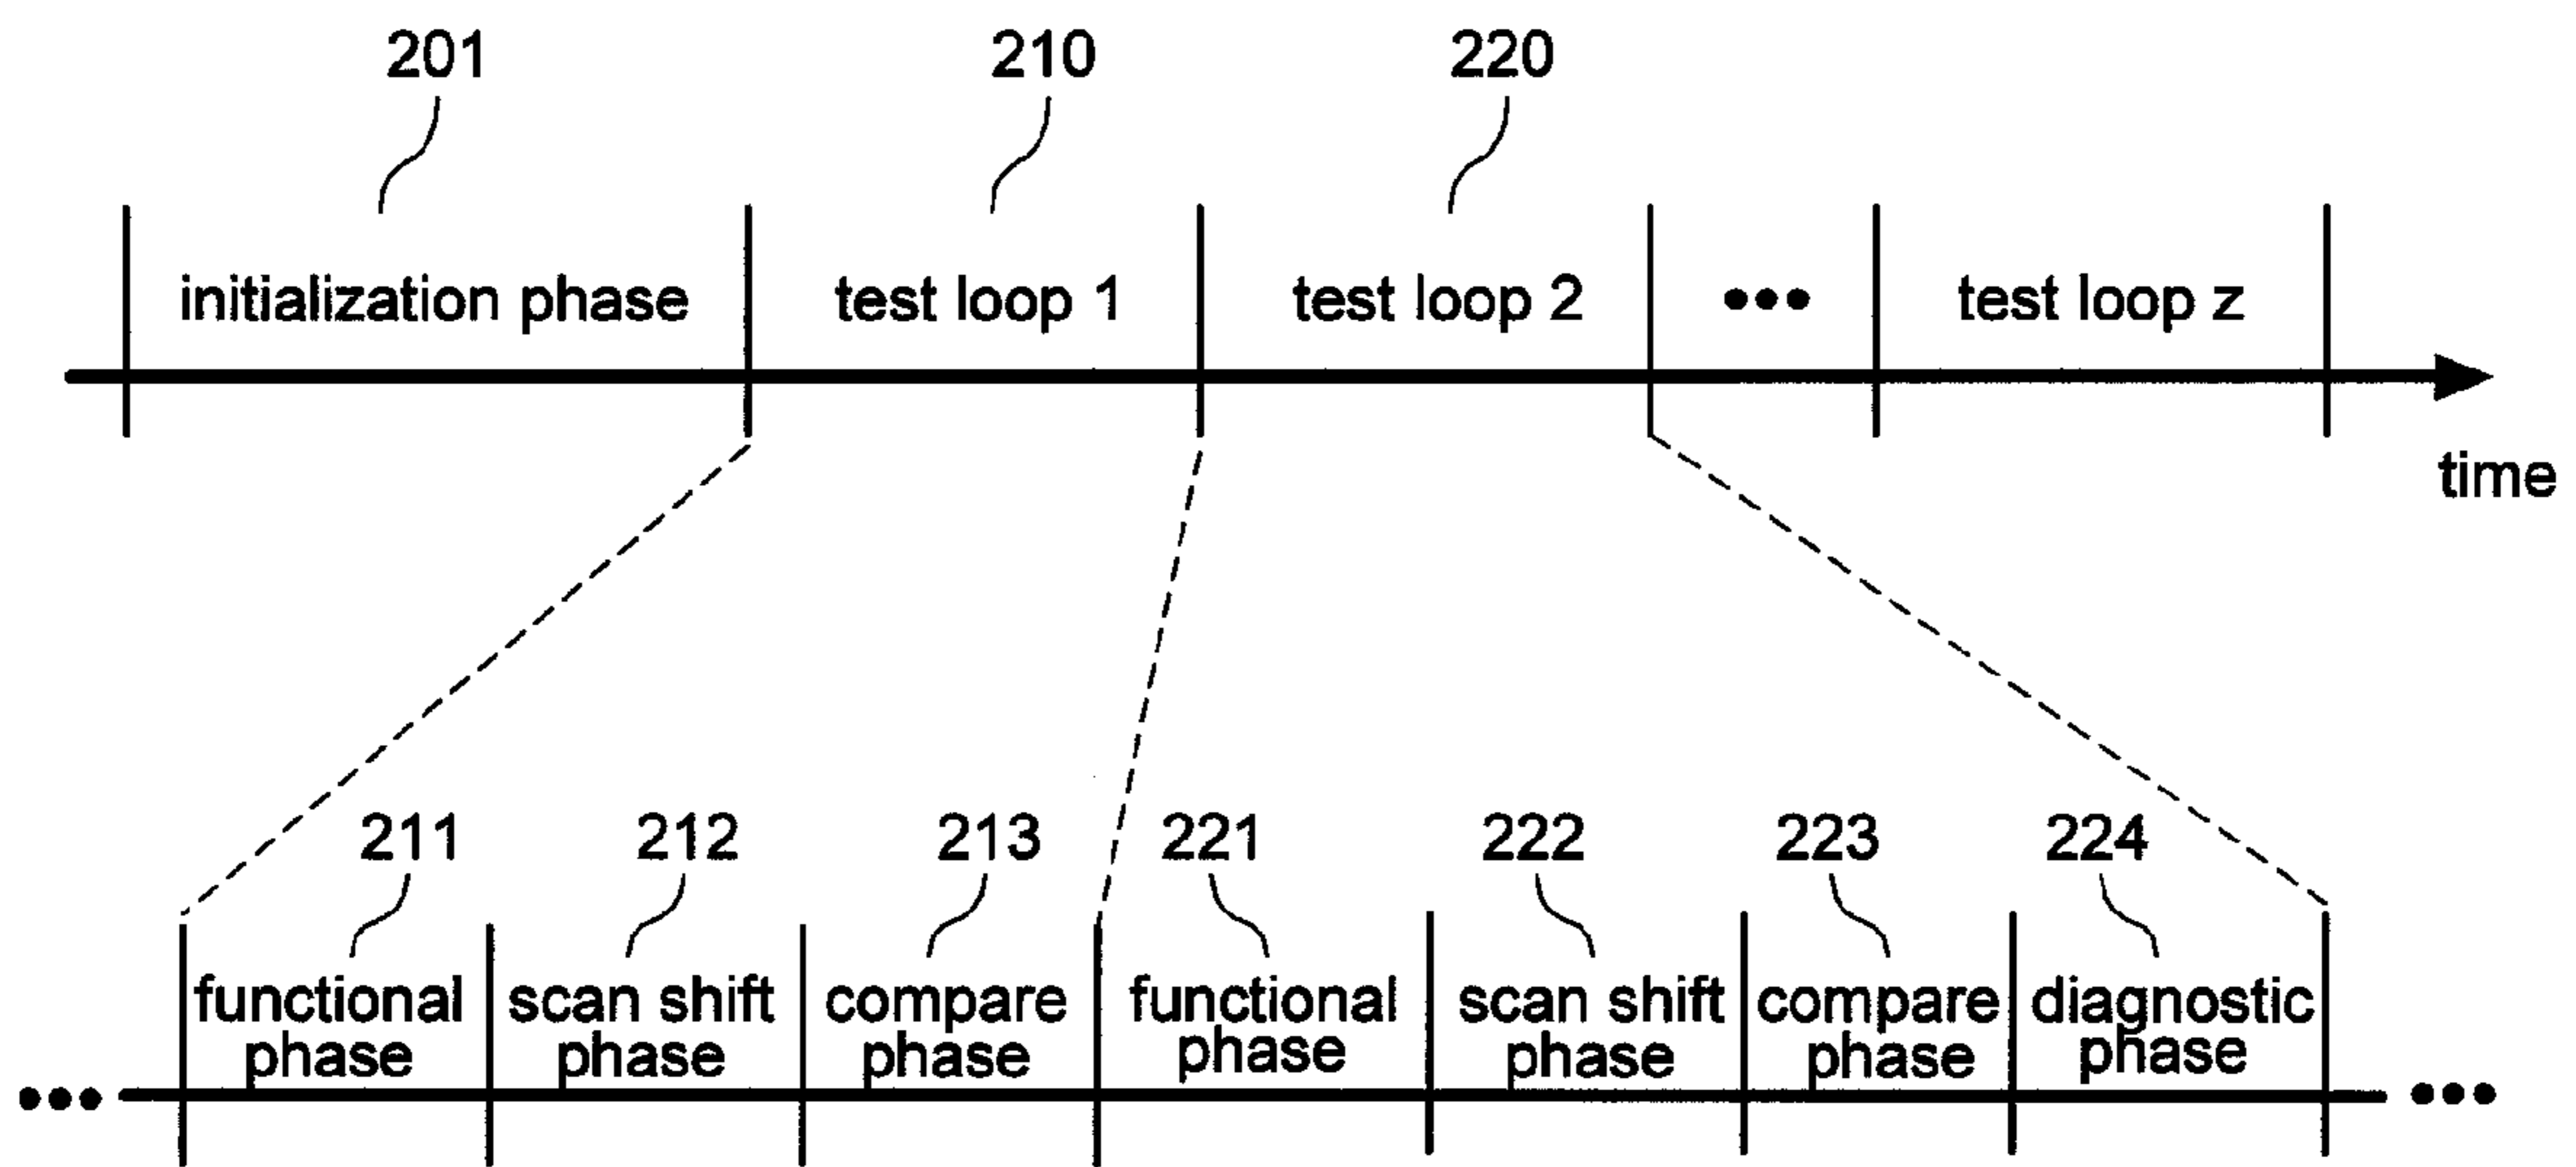 201 210 220
initialization phase test loop 1 test loop 2 ••• test loop z
time
211 212 213 221 222 223 224
functional phase
scan shift phase
compare phase
functional phase
scan shift phase
compare phase
diagnostic phase
••• •••